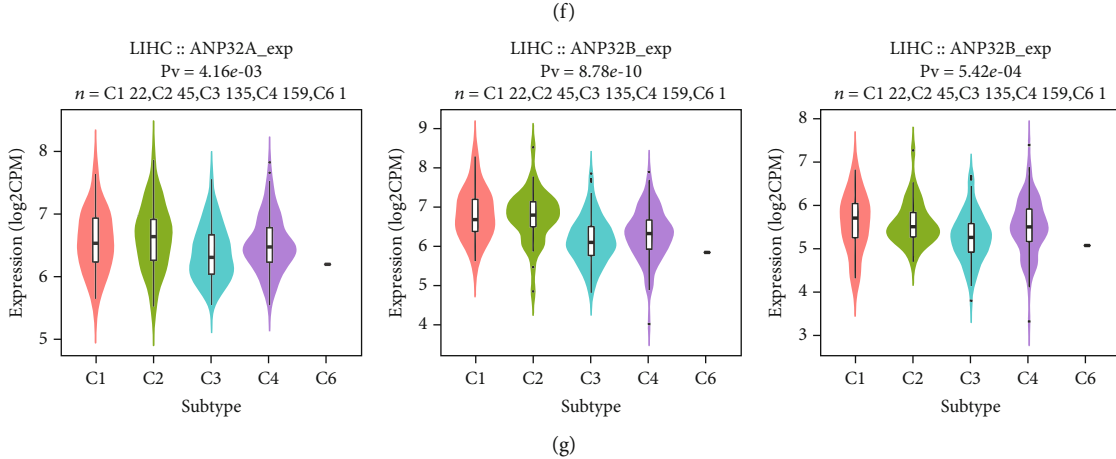 (f)
LIHC :: ANP32A_exp
Pv = 4.16e-03
n = C1 22,C2 45,C3 135,C4 159,C6 1
Expression (log2CPM)
8
7
6
5
C1 C2 C3 C4 C6
Subtype
LIHC :: ANP32B_exp
Pv = 8.78e-10
n = C1 22,C2 45,C3 135,C4 159,C6 1
Expression (log2CPM)
9
8
7
6
5
4
C1 C2 C3 C4 C6
Subtype
LIHC :: ANP32B_exp
Pv = 5.42e-04
n = C1 22,C2 45,C3 135,C4 159,C6 1
Expression (log2CPM)
8
7
6
5
4
3
C1 C2 C3 C4 C6
Subtype
(g)